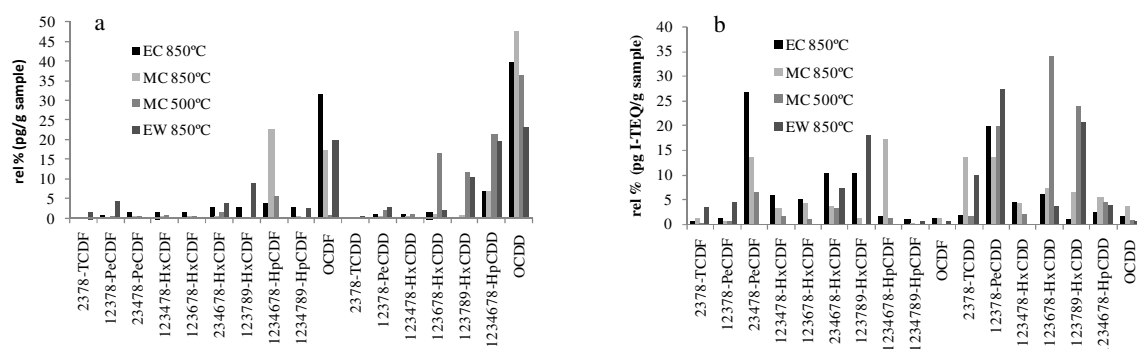 a
rel % (pg/g sample)
50
45
40
35
30
25
20
15
10
5
0
EC 850ºC
MC 850ºC
MC 500ºC
EW 850ºC
2378-TCDF
12378-PeCDF
23478-PeCDF
123478-HxCDF
123678-HxCDF
234678-HxCDF
123789-HxCDF
1234678-HpCDF
1234789-HpCDF
OCDF
2378-TCDD
12378-PeCDD
123478-HxCDD
123678-HxCDD
123789-HxCDD
1234678-HpCDD
OCDD
b
rel % (pg I-TEQ/g sample)
40
35
30
25
20
15
10
5
0
EC 850ºC
MC 850ºC
MC 500ºC
EW 850ºC
2378-TCDF
12378-PeCDF
23478-PeCDF
123478-HxCDF
123678-HxCDF
234678-HxCDF
123789-HxCDF
1234678-HpCDF
1234789-HpCDF
OCDF
2378-TCDD
12378-PeCDD
123478-HxCDD
123678-HxCDD
123789-HxCDD
234678-HpCDD
OCDD